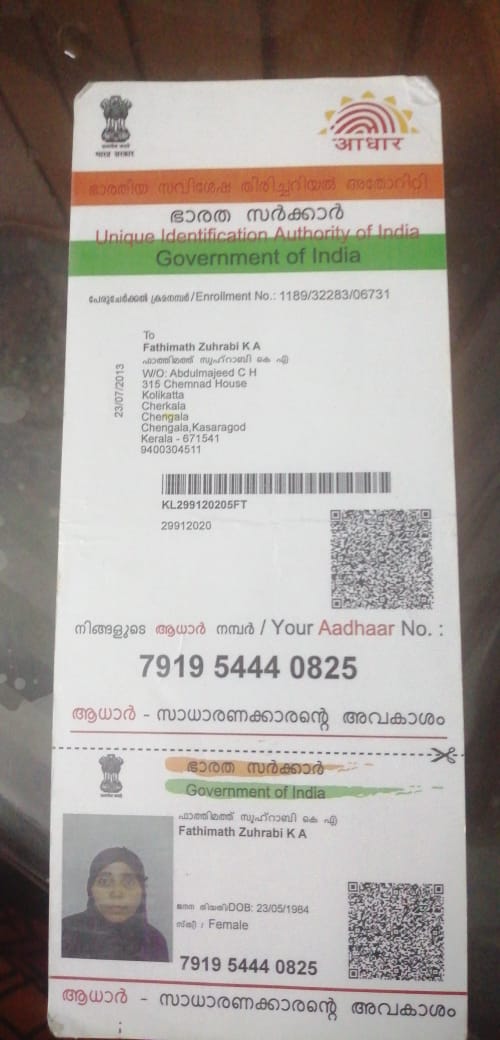 भारत सरकार
आधार
ഭാരതീയ സവിശേഷ തിരിച്ചറിയൽ അതോറിറ്റി
ഭാരത സർക്കാർ
Unique Identification Authority of India
Government of India
പേരുചേർക്കൽ ക്രമനമ്പർ/Enrollment No.: 1189/32283/06731
23/07/2013
To
Fathimath Zuhrabi K A
ഫാത്തിമത്ത് സുഹ്റാബി കെ എ
W/O: Abdulmajeed C H
315 Chemnad House
Kolikatta
Cherkala
Chengala
Chengala,Kasaragod
Kerala - 671541
9400304511
KL299120205FT
29912020
നിങ്ങളുടെ ആധാർ നമ്പർ / Your Aadhaar No. :
7919 5444 0825
ആധാർ - സാധാരണക്കാരന്റെ അവകാശം
ഭാരത സർക്കാർ
Government of India
ഫാത്തിമത്ത് സുഹ്റാബി കെ എ
Fathimath Zuhrabi K A
ജനന തിയതി/DOB: 23/05/1984
സ്ത്രീ / Female
7919 5444 0825
ആധാർ - സാധാരണക്കാരന്റെ അവകാശം